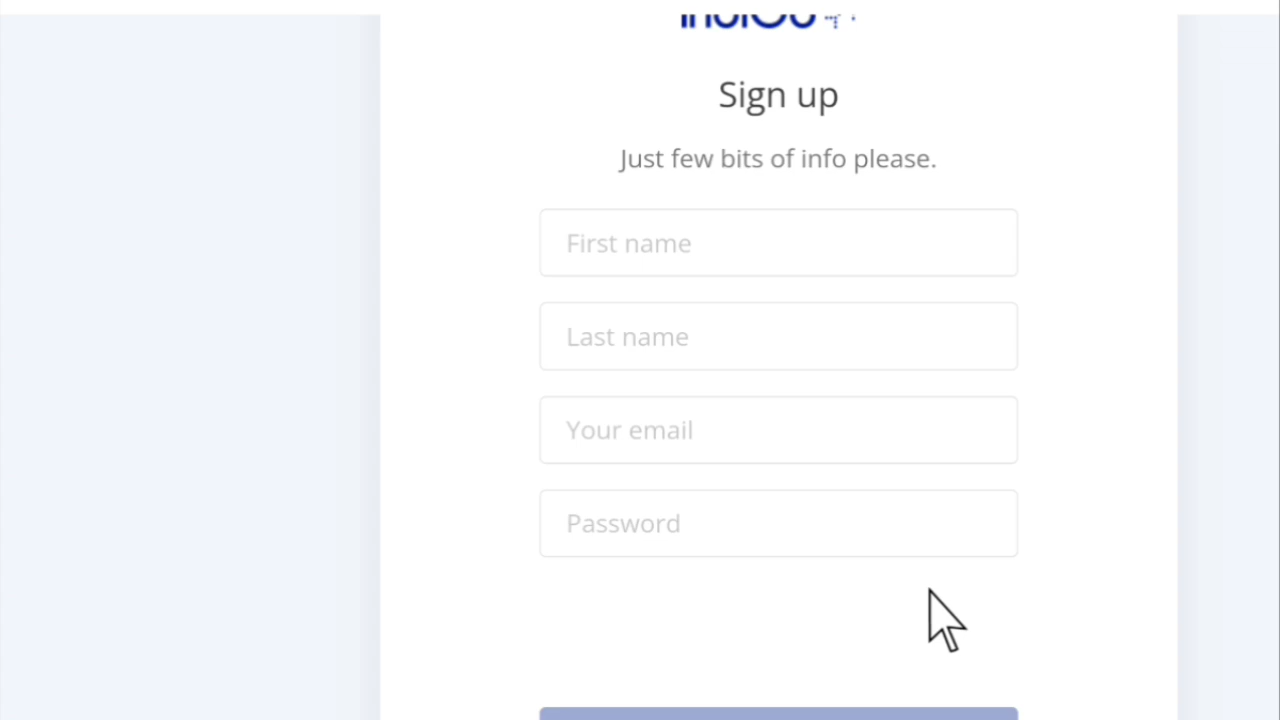 Sign up
Just few bits of info please.
First name
Last name
Your email
Password